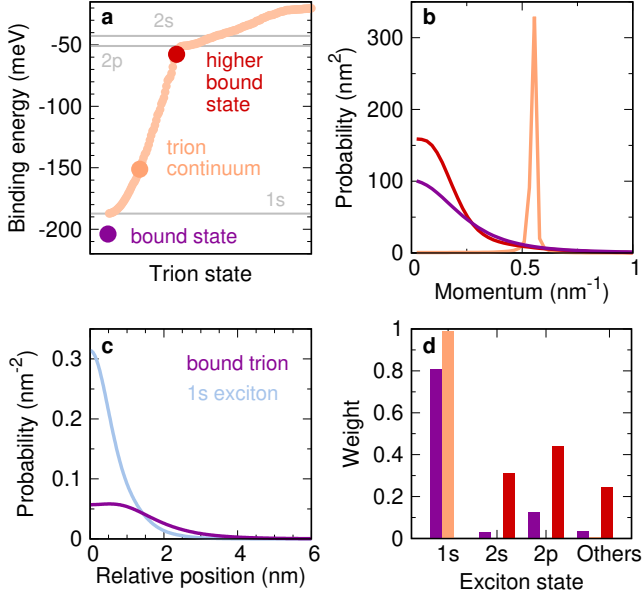 a
2s
2p
higher
bound
state
trion
continuum
1s
bound state
-50
-100
-150
-200
Binding energy (meV)
Trion state
b
300
200
100
0
Probability (nm²)
0
0.5
1
Momentum (nm⁻¹)
c
bound trion
1s exciton
0.3
0.2
0.1
0
Probability (nm⁻²)
0
2
4
6
Relative position (nm)
d
1
0.8
0.6
0.4
0.2
0
Weight
1s
2s
2p
Others
Exciton state